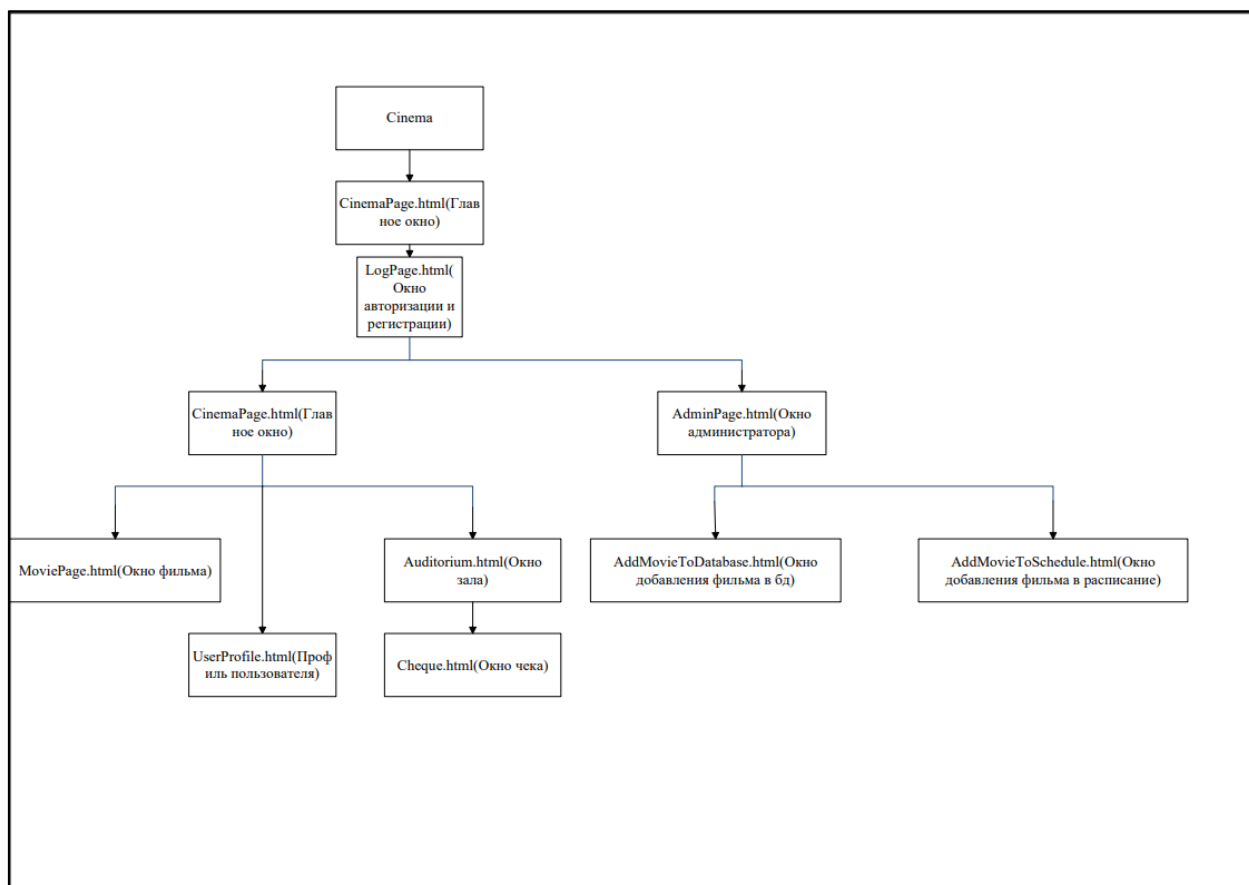 Cinema
CinemaPage.html(Глав
ное окно)
LogPage.html(
Окно
авторизации и
регистрации)
CinemaPage.html(Глав
ное окно)
AdminPage.html(Окно
администратора)
MoviePage.html(Окно фильма)
Auditorium.html(Окно
зала)
AddMovieToDatabase.html(Окно
добавления фильма в бд)
AddMovieToSchedule.html(Окно
добавления фильма в расписание)
UserProfile.html(Проф
иль пользователя)
Cheque.html(Окно чека)